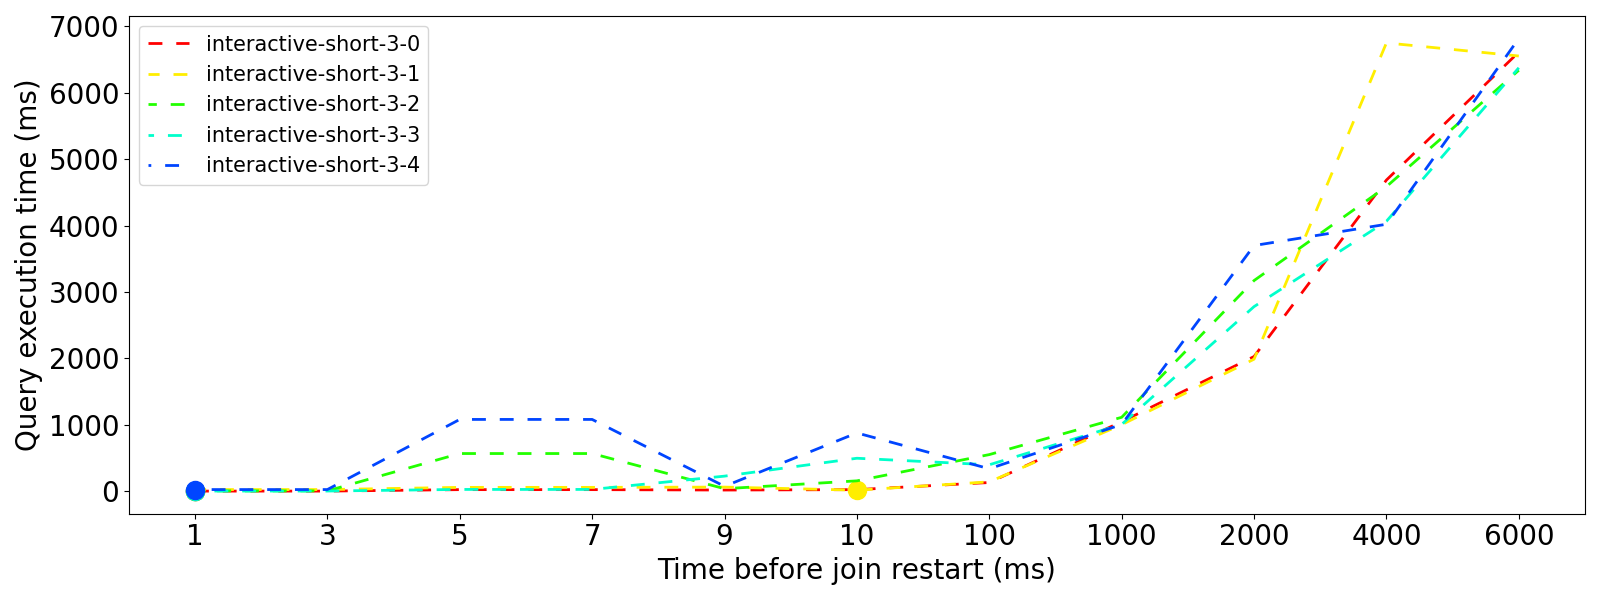 7000
6000
5000
4000
3000
2000
1000
0
Query execution time (ms)
interactive-short-3-0
interactive-short-3-1
interactive-short-3-2
interactive-short-3-3
interactive-short-3-4
1 3 5 7 9 10 100 1000 2000 4000 6000
Time before join restart (ms)